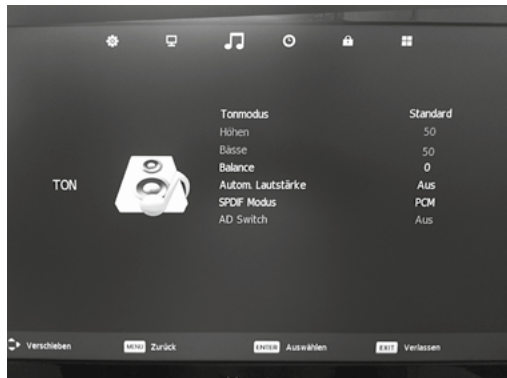 Tonmodus Standard
Höhen 50
Bässe 50
Balance 0
TON
Autom. Lautstärke Aus
SPDIF Modus PCM
AD Switch Aus
Verschieben MENU Zurück ENTER Auswählen EXIT Verlassen